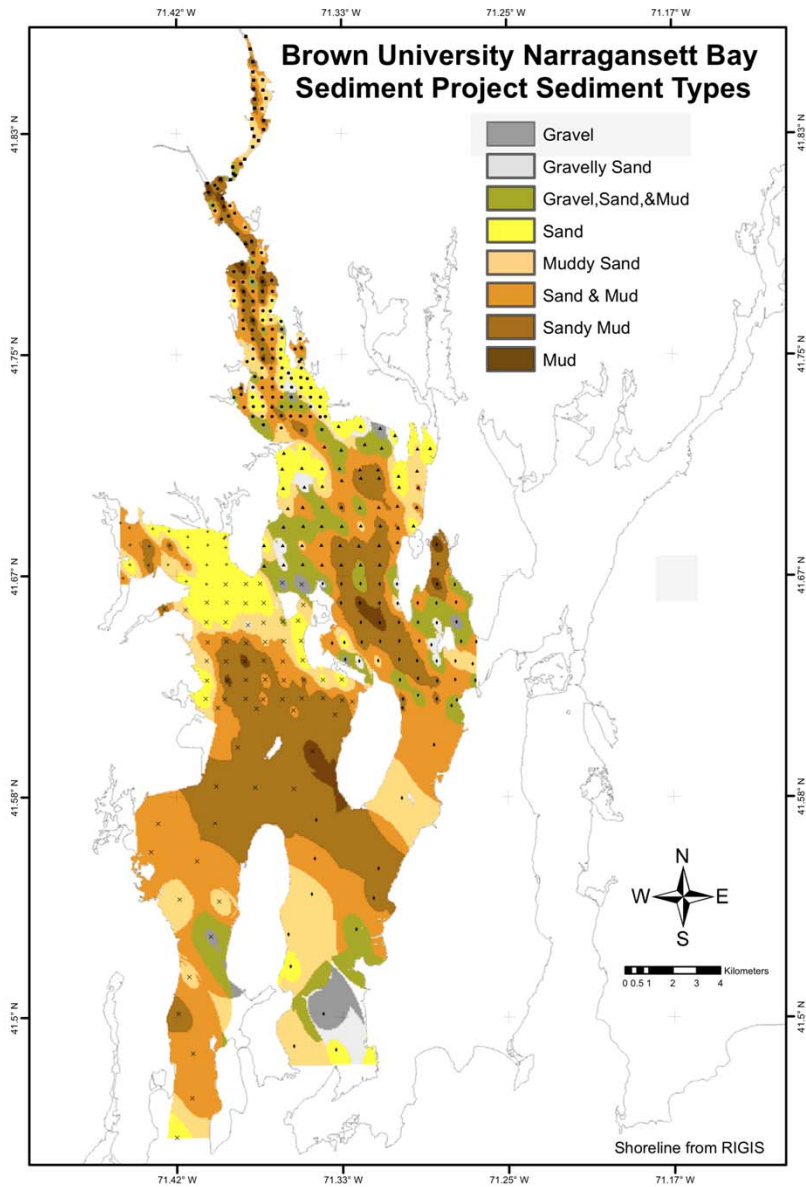 71.42° W 71.33° W 71.25° W 71.17° W
Brown University Narragansett Bay
Sediment Project Sediment Types
Gravel
Gravelly Sand
Gravel,Sand,&Mud
Sand
Muddy Sand
Sand & Mud
Sandy Mud
Mud
41.83° N
41.83° N
41.75° N
41.75° N
41.67° N
41.67° N
41.58° N
41.58° N
41.5° N
41.5° N
N
W E
S
Kilometers
0 0.5 1 2 3 4
Shoreline from RIGIS
71.42° W 71.33° W 71.25° W 71.17° W